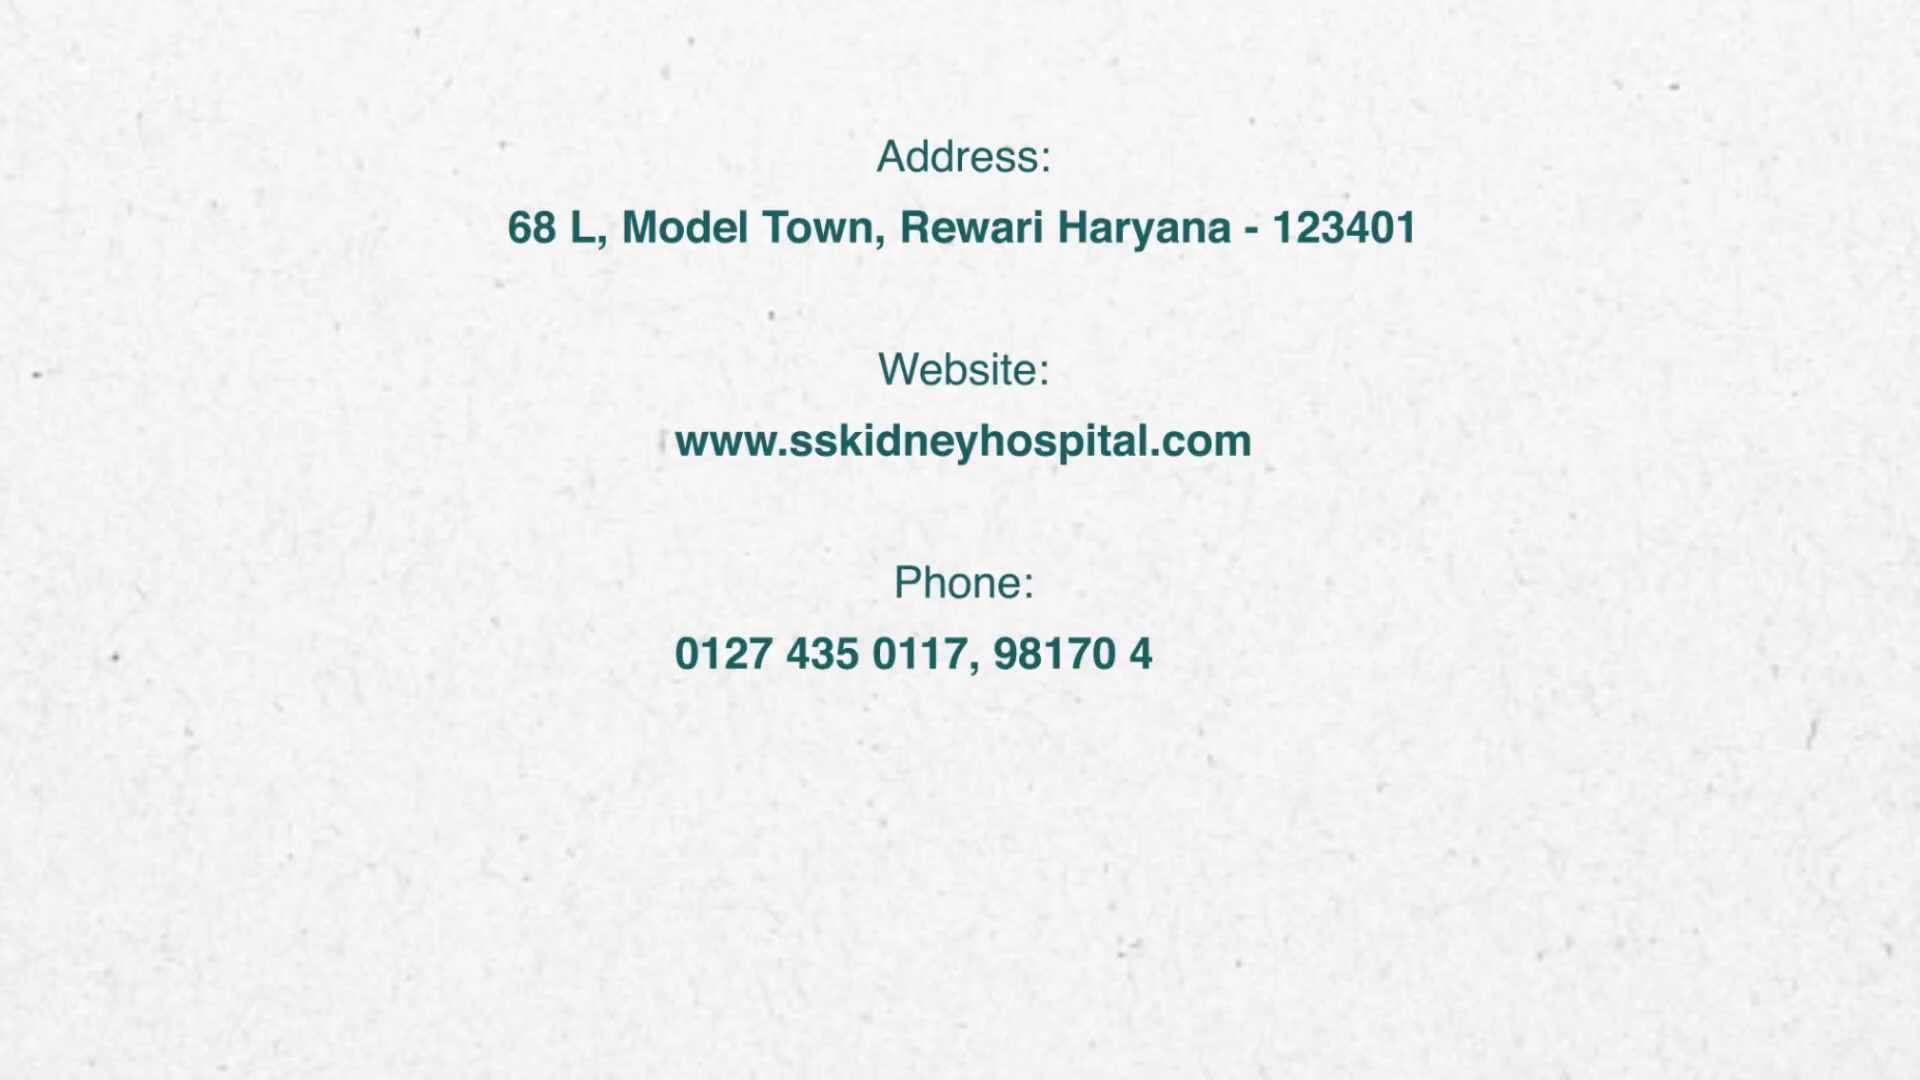 Address:
68 L, Model Town, Rewari Haryana - 123401
Website:
www.sskidneyhospital.com
Phone:
0127 435 0117, 98170 4